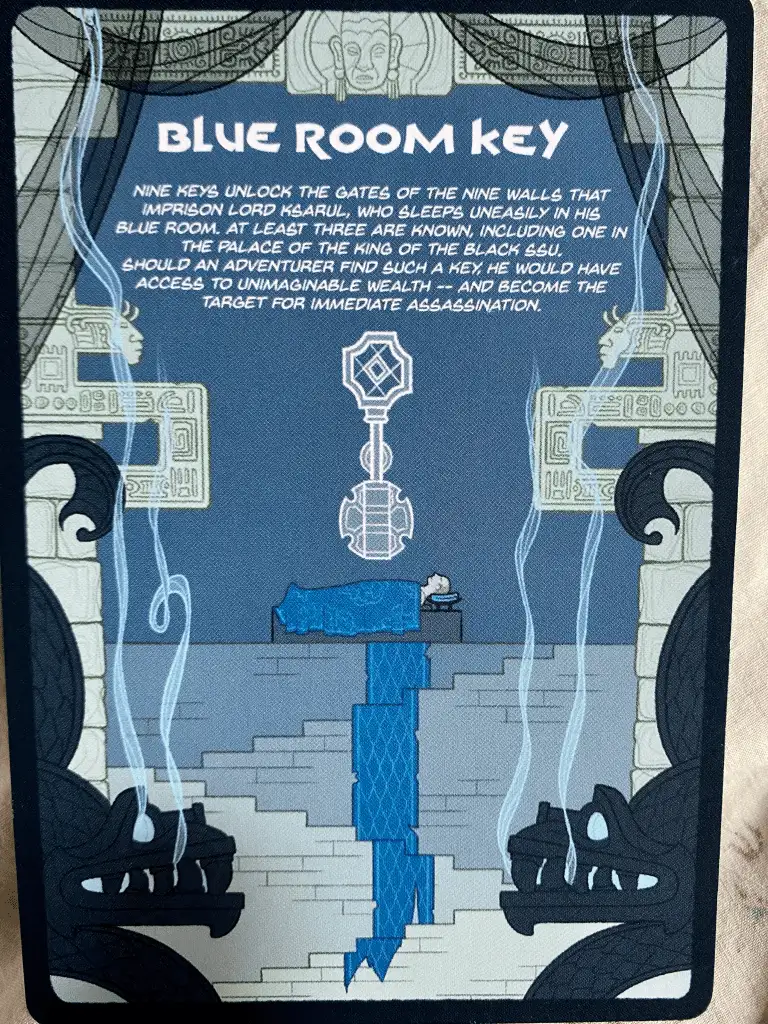 BLUE ROOM KEY
NINE KEYS UNLOCK THE GATES OF THE NINE WALLS THAT
IMPRISON LORD KSARUL, WHO SLEEPS UNEASILY IN HIS
BLUE ROOM. AT LEAST THREE ARE KNOWN, INCLUDING ONE IN
THE PALACE OF THE KING OF THE BLACK SSU.
SHOULD AN ADVENTURER FIND SUCH A KEY, HE WOULD HAVE
ACCESS TO UNIMAGINABLE WEALTH -- AND BECOME THE
TARGET FOR IMMEDIATE ASSASSINATION.